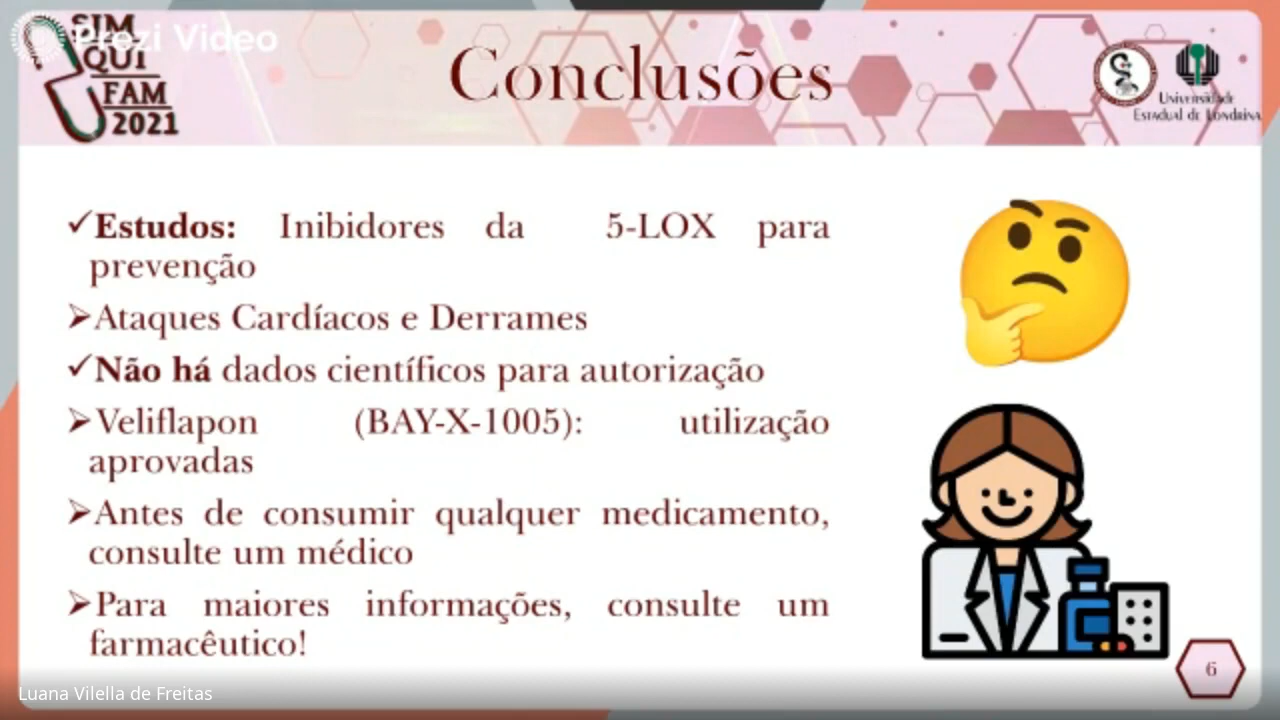 Prezi Video
SIM
QUI
FAM
2021
Conclusões
Universidade
Estadual de Londrina
✓Estudos: Inibidores da 5-LOX para
prevenção
➢Ataques Cardíacos e Derrames
✓Não há dados científicos para autorização
➢Veliflapon (BAY-X-1005): utilização
aprovadas
➢Antes de consumir qualquer medicamento,
consulte um médico
➢Para maiores informações, consulte um
farmacêutico!
6
Luana Vilella de Freitas